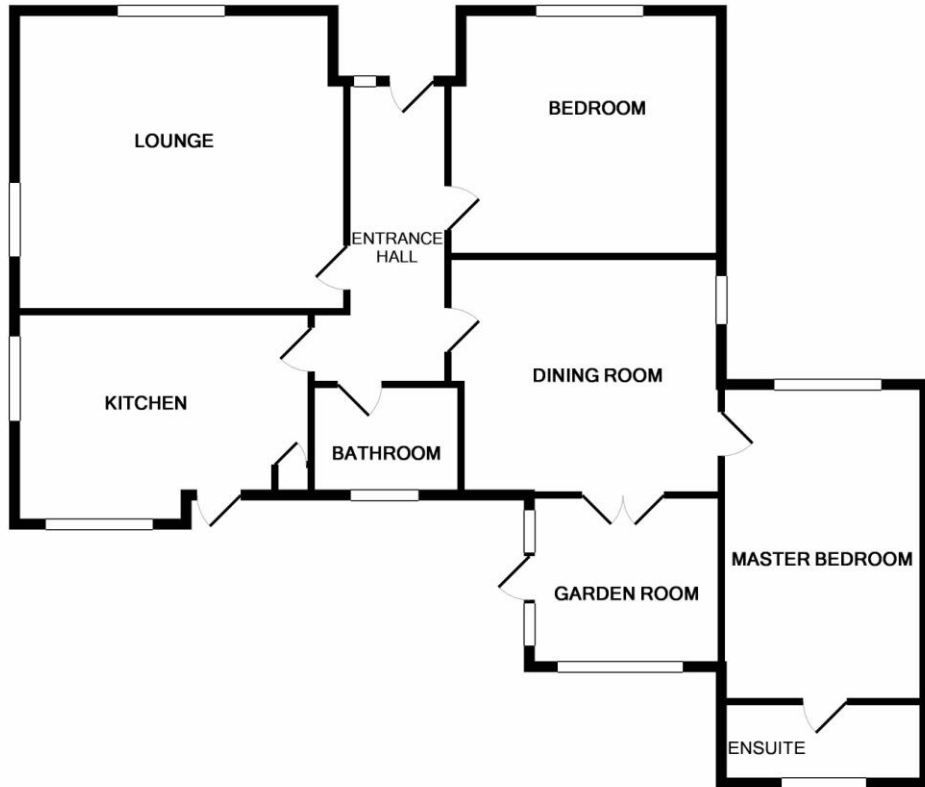 BEDROOM
LOUNGE
ENTRANCE
HALL
DINING ROOM
KITCHEN
BATHROOM
MASTER BEDROOM
GARDEN ROOM
ENSUITE